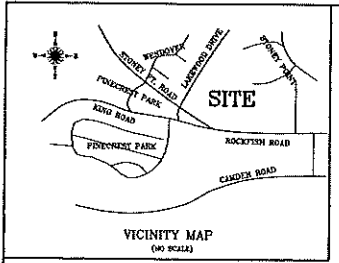 WENDOVER
LAKEWOOD DRIVE
STONEY PT. ROAD
STONEY POINT
PINECREST PARK
SITE
KING ROAD
ROCKFISH ROAD
PINECREST PARK
CAMDEN ROAD
VICINITY MAP
(NO SCALE)